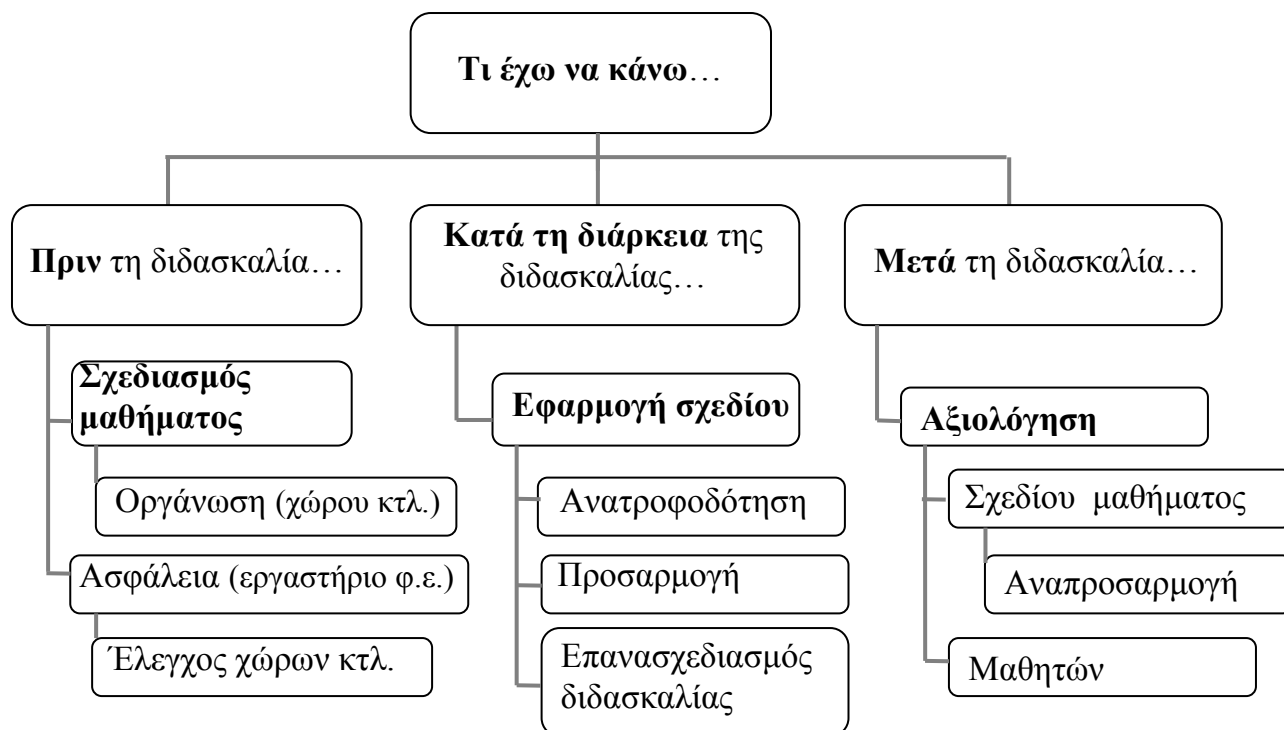 Τι έχω να κάνω…
Πριν τη διδασκαλία…
Σχεδιασμός
μαθήματος
Οργάνωση (χώρου κτλ.)
Ασφάλεια (εργαστήριο φ.ε.)
Έλεγχος χώρων κτλ.
Κατά τη διάρκεια της
διδασκαλίας…
Εφαρμογή σχεδίου
Ανατροφοδότηση
Προσαρμογή
Επανασχεδιασμός
διδασκαλίας
Μετά τη διδασκαλία…
Αξιολόγηση
Σχεδίου μαθήματος
Αναπροσαρμογή
Μαθητών